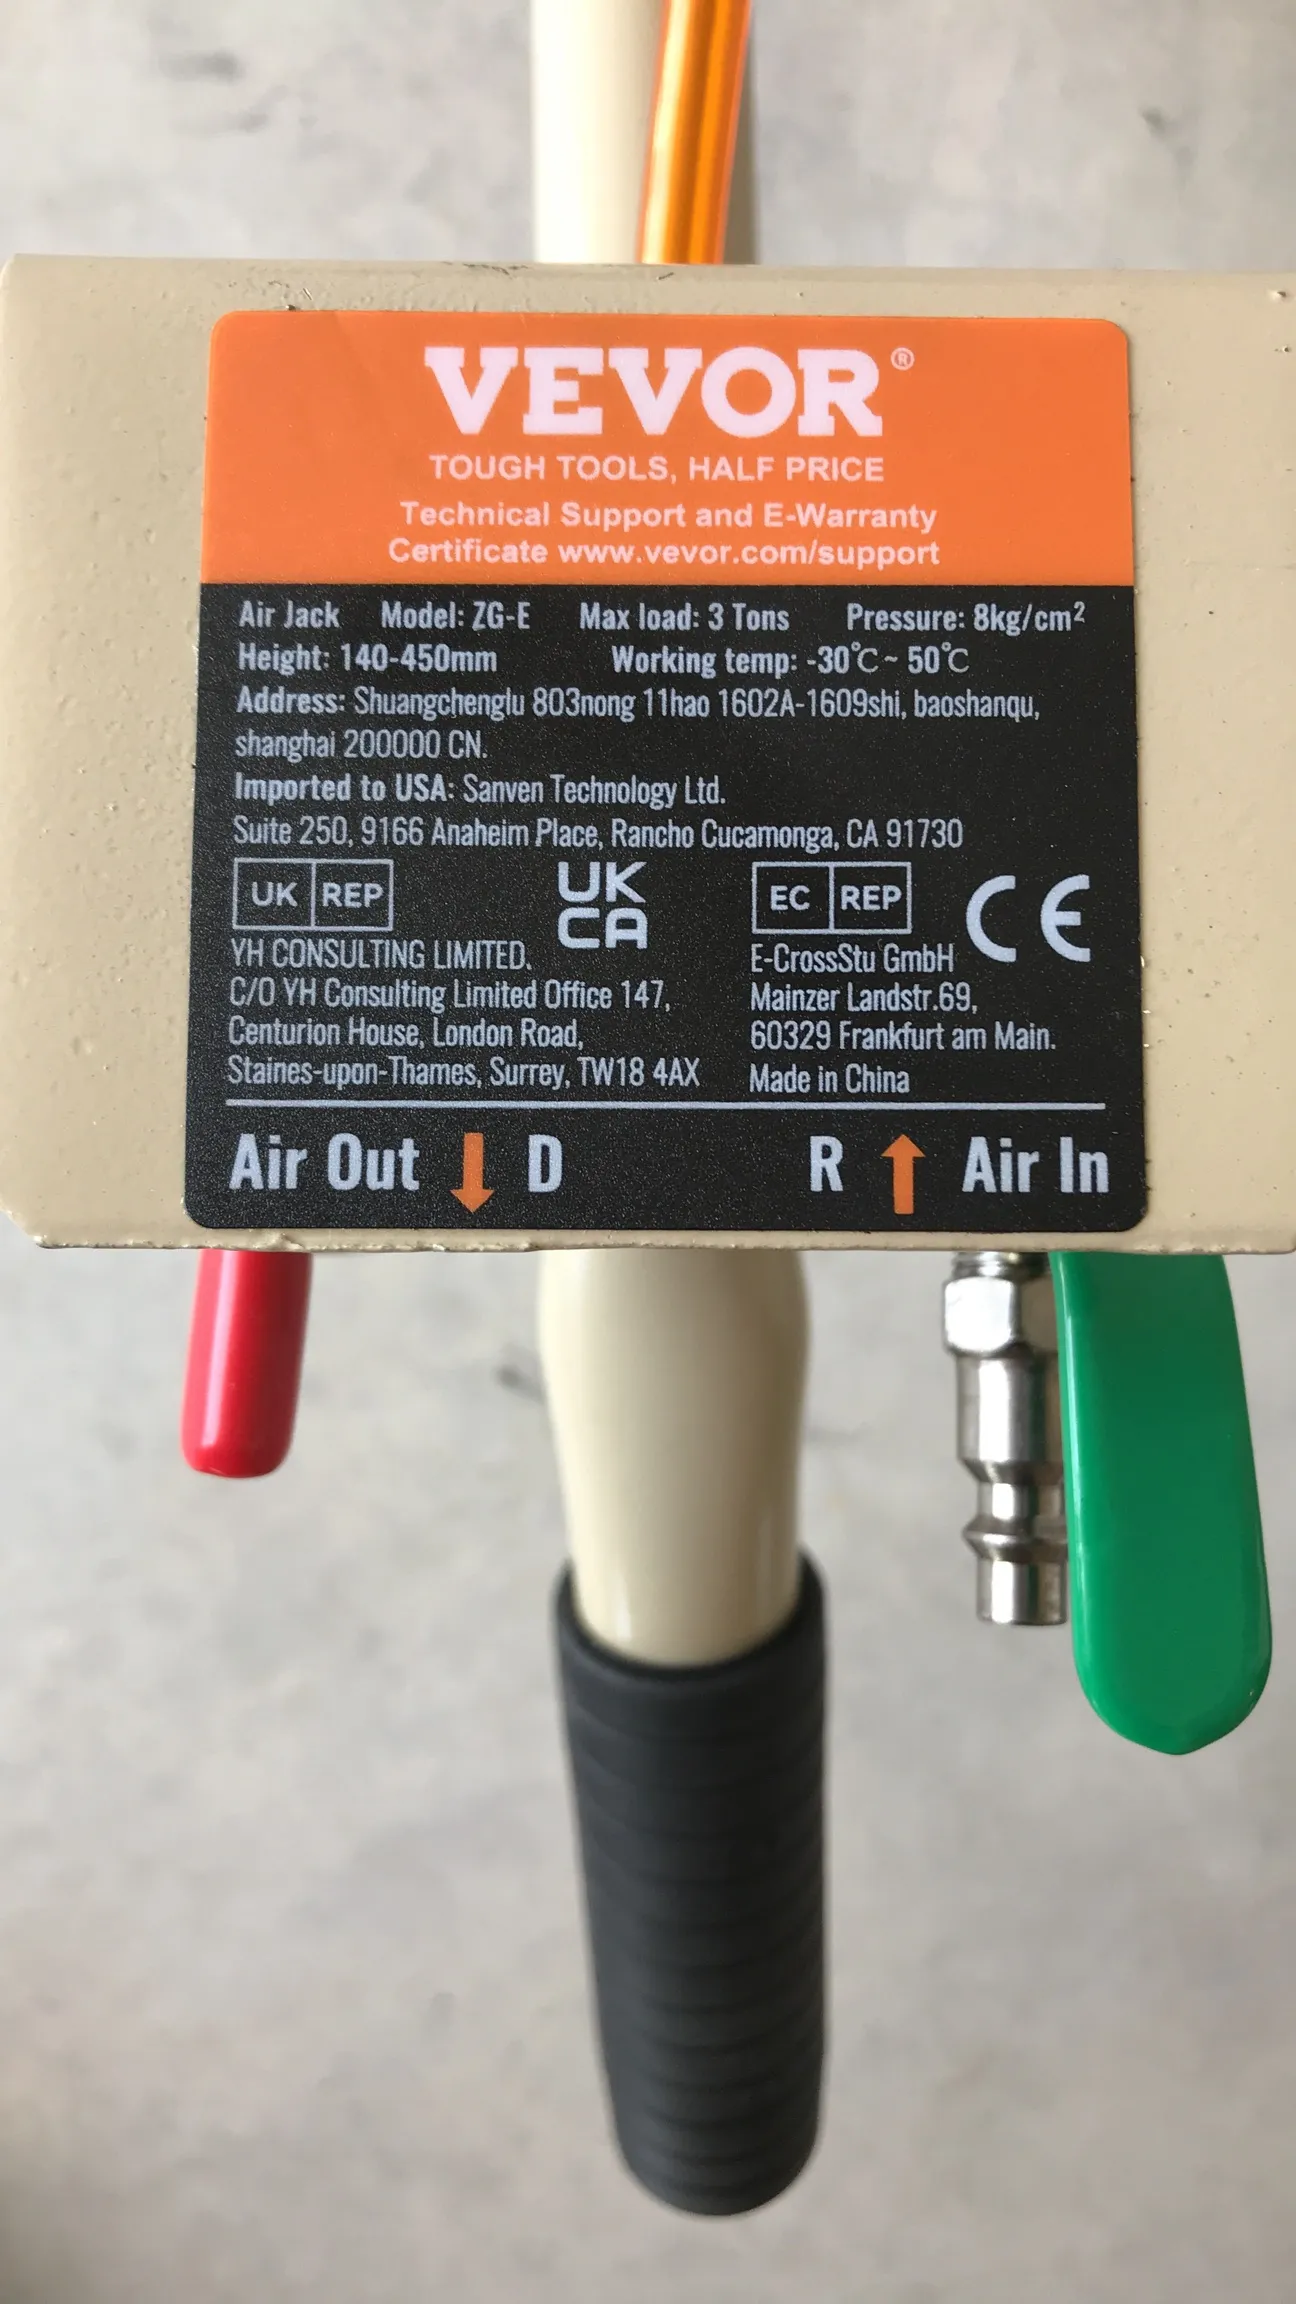 VEVOR®
TOUGH TOOLS, HALF PRICE
Technical Support and E-Warranty
Certificate www.vevor.com/support
Air Jack Model: ZG-E Max load: 3 Tons Pressure: 8kg/cm²
Height: 140-450mm Working temp: -30℃~ 50℃
Address: Shuangchenglu 803nong 11hao 1602A-1609shi, baoshanqu,
shanghai 200000 CN.
Imported to USA: Sanven Technology Ltd.
Suite 250, 9166 Anaheim Place, Rancho Cucamonga, CA 91730
UK REP
UK
CA
YH CONSULTING LIMITED.
C/O YH Consulting Limited Office 147,
Centurion House, London Road,
Staines-upon-Thames, Surrey, TW18 4AX
EC REP
CE
E-CrossStu GmbH
Mainzer Landstr.69,
60329 Frankfurt am Main.
Made in China
Air Out D R Air In